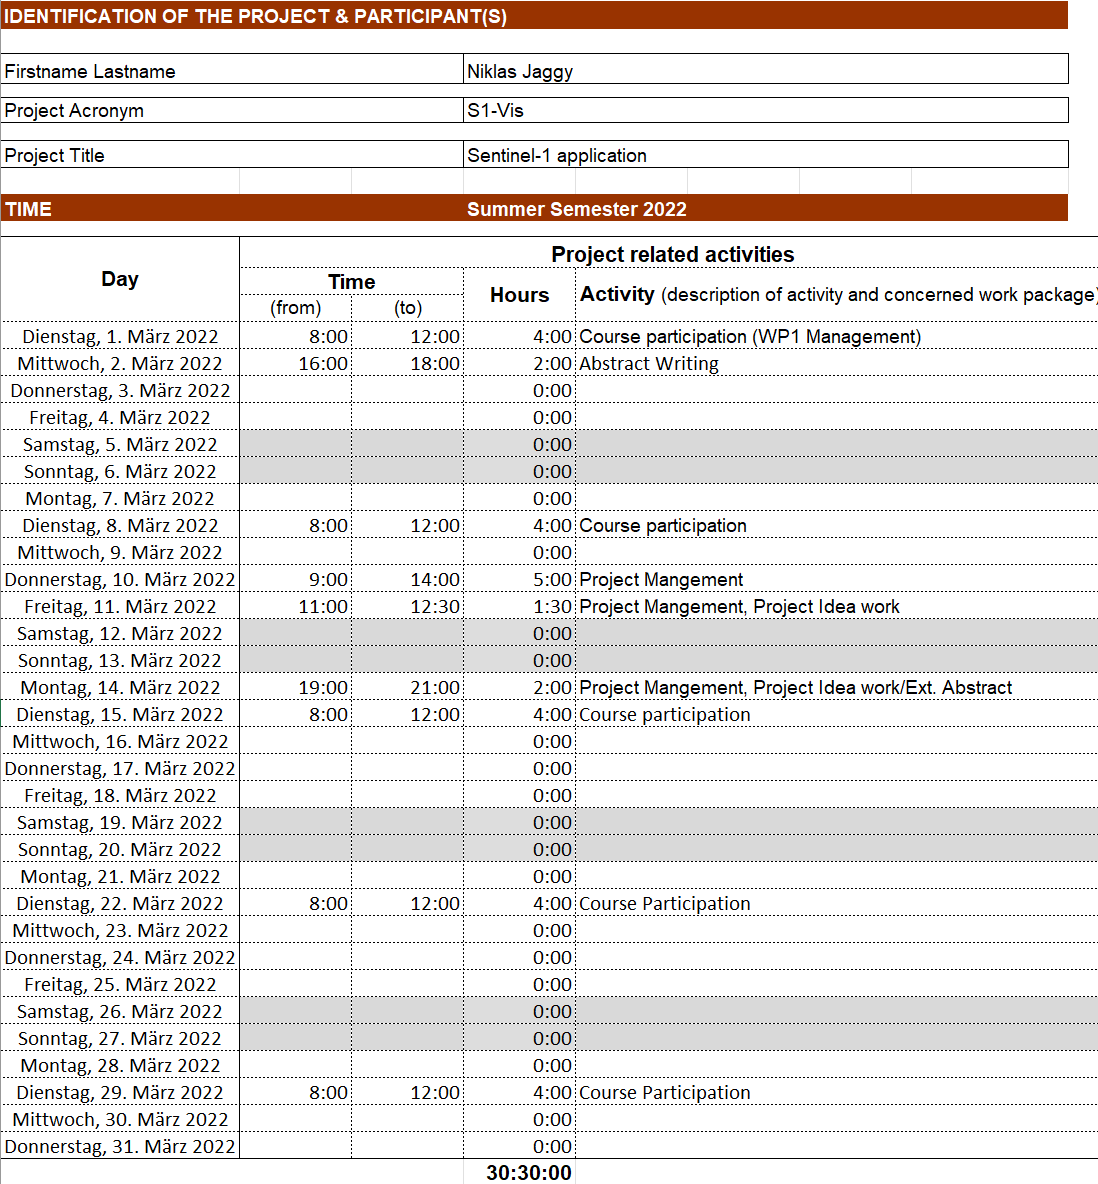 IDENTIFICATION OF THE PROJECT & PARTICIPANT(S)
Firstname Lastname Niklas Jaggy
Project Acronym S1-Vis
Project Title Sentinel-1 application
TIME Summer Semester 2022
Project related activities
Day Time Hours Activity (description of activity and concerned work package)
(from) (to)
Dienstag, 1. März 2022 8:00 12:00 4:00 Course participation (WP1 Management)
Mittwoch, 2. März 2022 16:00 18:00 2:00 Abstract Writing
Donnerstag, 3. März 2022 0:00
Freitag, 4. März 2022 0:00
Samstag, 5. März 2022 0:00
Sonntag, 6. März 2022 0:00
Montag, 7. März 2022 0:00
Dienstag, 8. März 2022 8:00 12:00 4:00 Course participation
Mittwoch, 9. März 2022 0:00
Donnerstag, 10. März 2022 9:00 14:00 5:00 Project Mangement
Freitag, 11. März 2022 11:00 12:30 1:30 Project Mangement, Project Idea work
Samstag, 12. März 2022 0:00
Sonntag, 13. März 2022 0:00
Montag, 14. März 2022 19:00 21:00 2:00 Project Mangement, Project Idea work/Ext. Abstract
Dienstag, 15. März 2022 8:00 12:00 4:00 Course participation
Mittwoch, 16. März 2022 0:00
Donnerstag, 17. März 2022 0:00
Freitag, 18. März 2022 0:00
Samstag, 19. März 2022 0:00
Sonntag, 20. März 2022 0:00
Montag, 21. März 2022 0:00
Dienstag, 22. März 2022 8:00 12:00 4:00 Course Participation
Mittwoch, 23. März 2022 0:00
Donnerstag, 24. März 2022 0:00
Freitag, 25. März 2022 0:00
Samstag, 26. März 2022 0:00
Sonntag, 27. März 2022 0:00
Montag, 28. März 2022 0:00
Dienstag, 29. März 2022 8:00 12:00 4:00 Course Participation
Mittwoch, 30. März 2022 0:00
Donnerstag, 31. März 2022 0:00
30:30:00